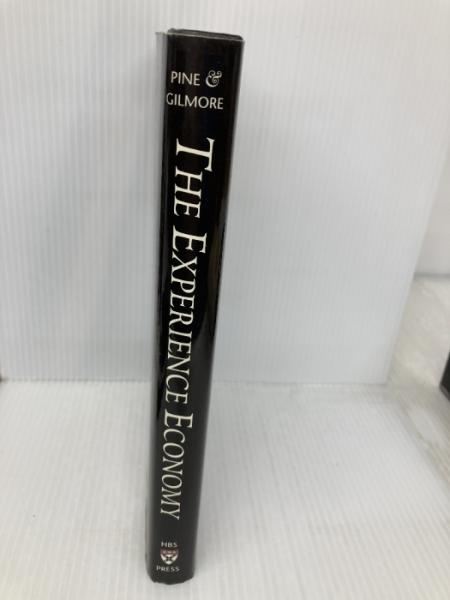 PINE &
GILMORE
THE EXPERIENCE ECONOMY
HBS
PRESS